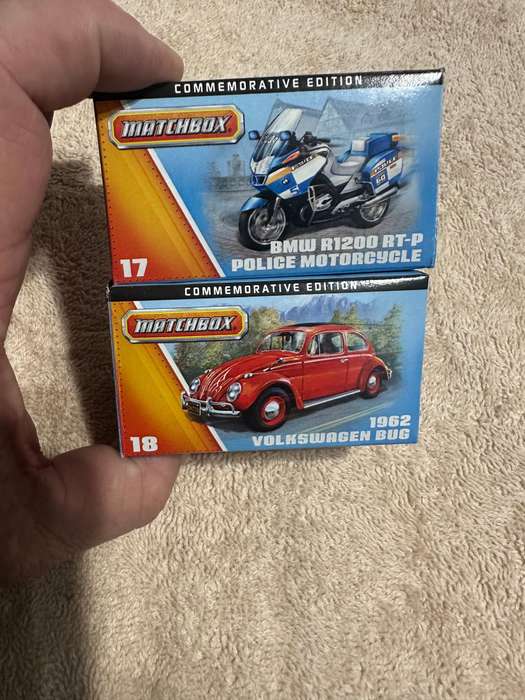 COMMEMORATIVE EDITION
MATCHBOX
BMW R1200 RT-P
POLICE MOTORCYCLE
17
COMMEMORATIVE EDITION
MATCHBOX
1962
VOLKSWAGEN BUG
18